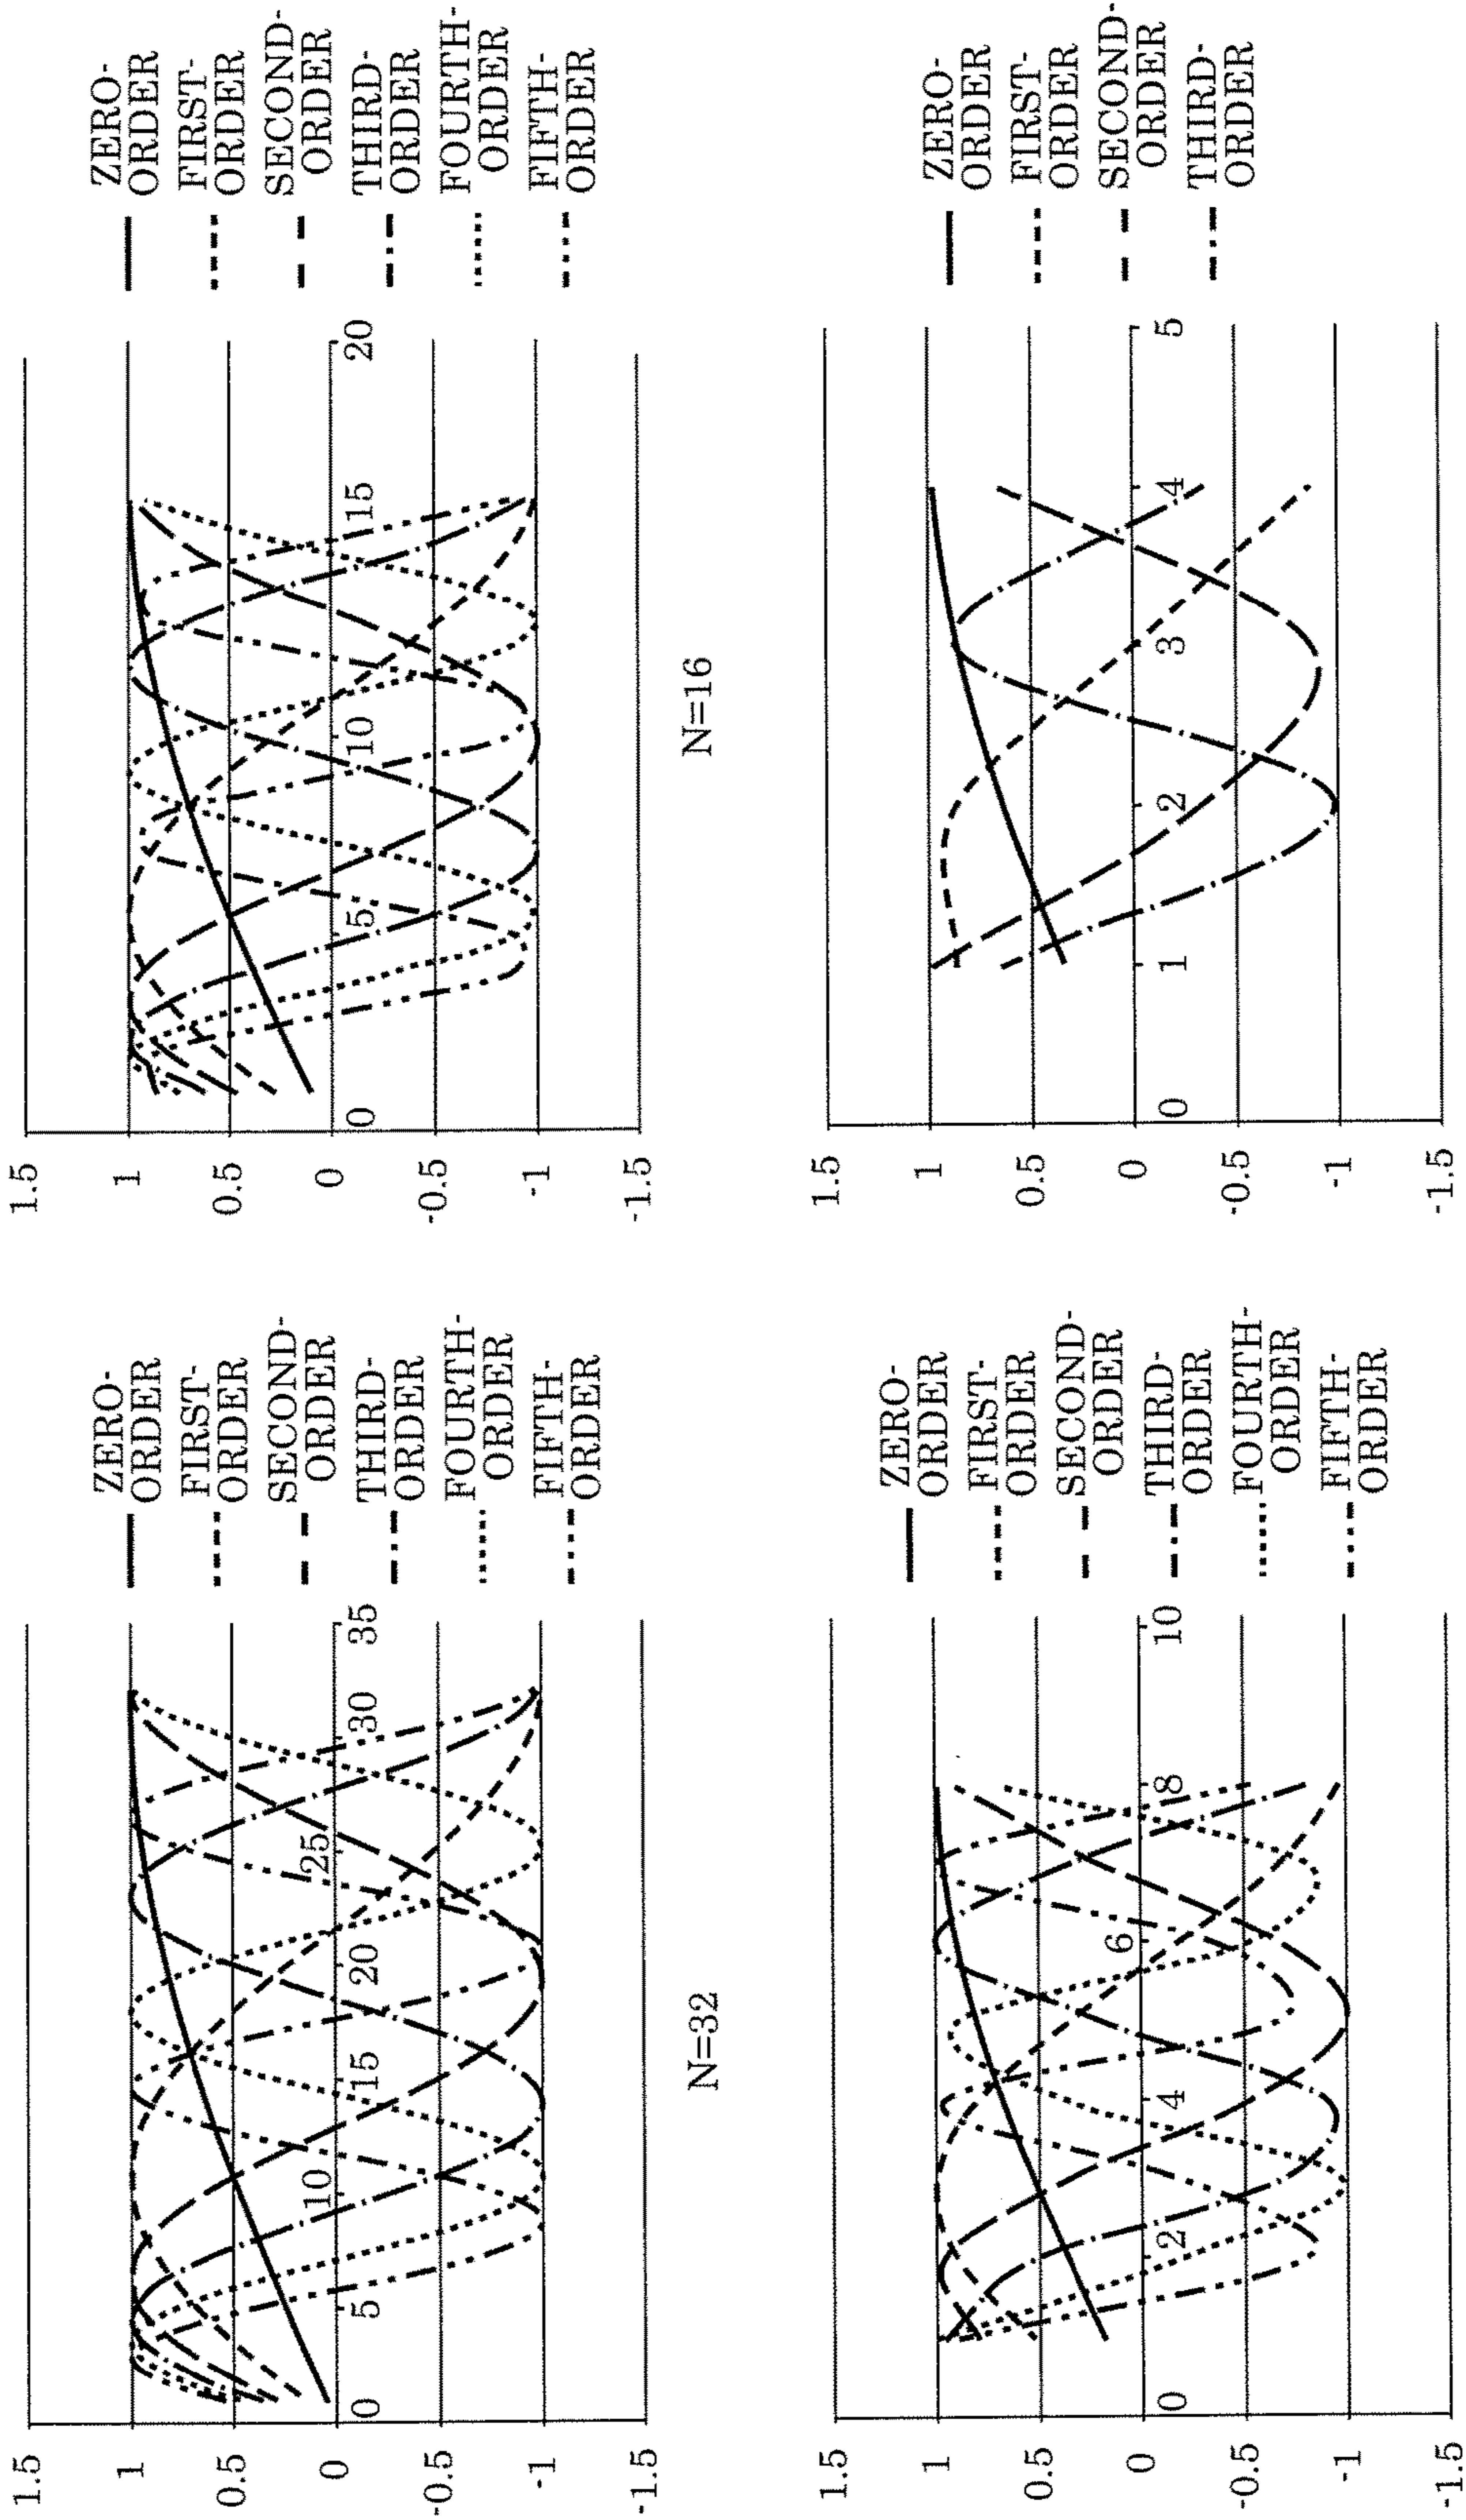 1.5
1
0.5
0
-0.5
-1
-1.5
0 5 10 15 20 25 30 35
ZERO-
ORDER
FIRST-
ORDER
SECOND-
ORDER
THIRD-
ORDER
FOURTH-
ORDER
FIFTH-
ORDER
N=32
1.5
1
0.5
0
-0.5
-1
-1.5
0 5 10 15 20
ZERO-
ORDER
FIRST-
ORDER
SECOND-
ORDER
THIRD-
ORDER
FOURTH-
ORDER
FIFTH-
ORDER
N=16
1.5
1
0.5
0
-0.5
-1
-1.5
0 2 4 6 8 10
ZERO-
ORDER
FIRST-
ORDER
SECOND-
ORDER
THIRD-
ORDER
FOURTH-
ORDER
FIFTH-
ORDER
1.5
1
0.5
0
-0.5
-1
-1.5
0 1 2 3 4 5
ZERO-
ORDER
FIRST-
ORDER
SECOND-
ORDER
THIRD-
ORDER